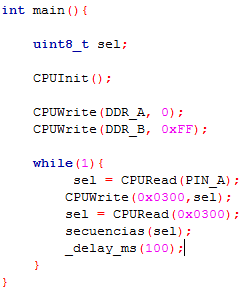 int main(){
uint8_t sel;
CPUInit();
CPUWrite(DDR_A, 0);
CPUWrite(DDR_B, 0xFF);
while(1){
sel = CPURead(PIN_A);
CPUWrite(0x0300,sel);
sel = CPURead(0x0300);
secuencias(sel);
_delay_ms(100);
}
}